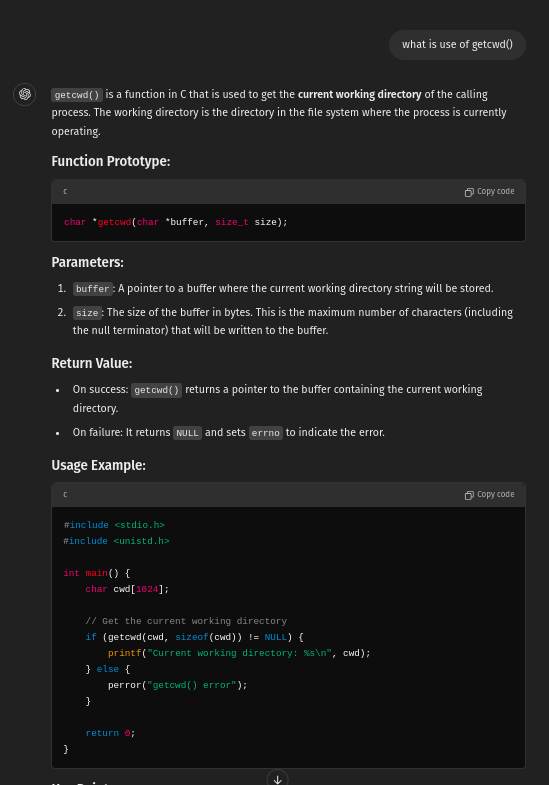 what is use of getcwd()
getcwd() is a function in C that is used to get the current working directory of the calling
process. The working directory is the directory in the file system where the process is currently
operating.
Function Prototype:
c
Copy code
char *getcwd(char *buffer, size_t size);
Parameters:
1. buffer: A pointer to a buffer where the current working directory string will be stored.
2. size: The size of the buffer in bytes. This is the maximum number of characters (including
the null terminator) that will be written to the buffer.
Return Value:
• On success: getcwd() returns a pointer to the buffer containing the current working
directory.
• On failure: It returns NULL and sets errno to indicate the error.
Usage Example:
c
Copy code
#include <stdio.h>
#include <unistd.h>
int main() {
char cwd[1024];
// Get the current working directory
if (getcwd(cwd, sizeof(cwd)) != NULL) {
printf("Current working directory: %s\n", cwd);
} else {
perror("getcwd() error");
}
return 0;
}